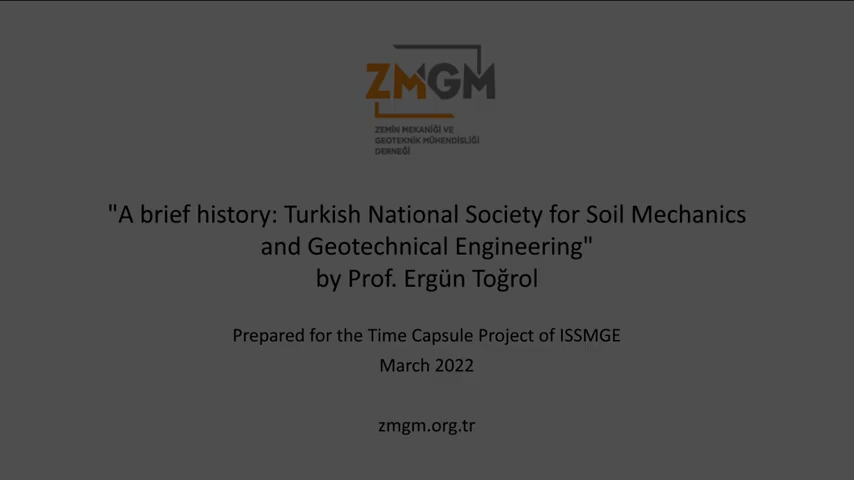 ZMGM
ZEMİN MEKANİĞİ VE
GEOTEKNİK MÜHENDİSLİĞİ
DERNEĞİ
"A brief history: Turkish National Society for Soil Mechanics
and Geotechnical Engineering"
by Prof. Ergün Toğrol
Prepared for the Time Capsule Project of ISSMGE
March 2022
zmgm.org.tr